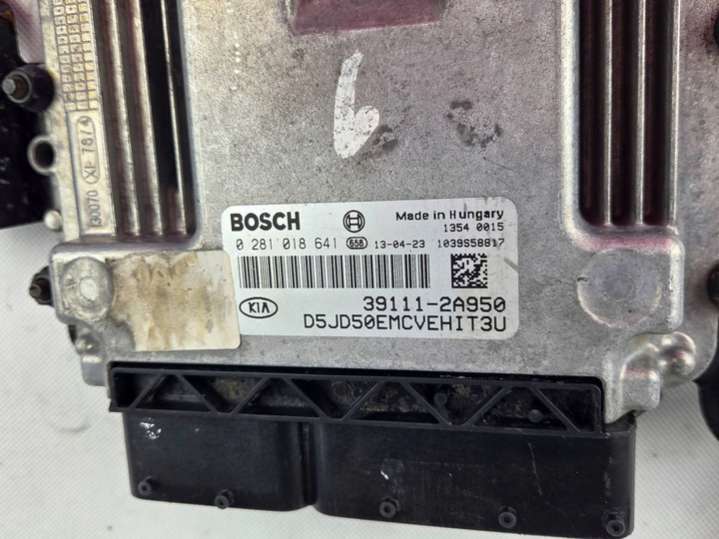 6
BOSCH Made in Hungary
1354 0015
0 281 018 641 658 13-04-23 1039S58817
KIA 39111-2A950
D5JD50EMCVEHIT3U